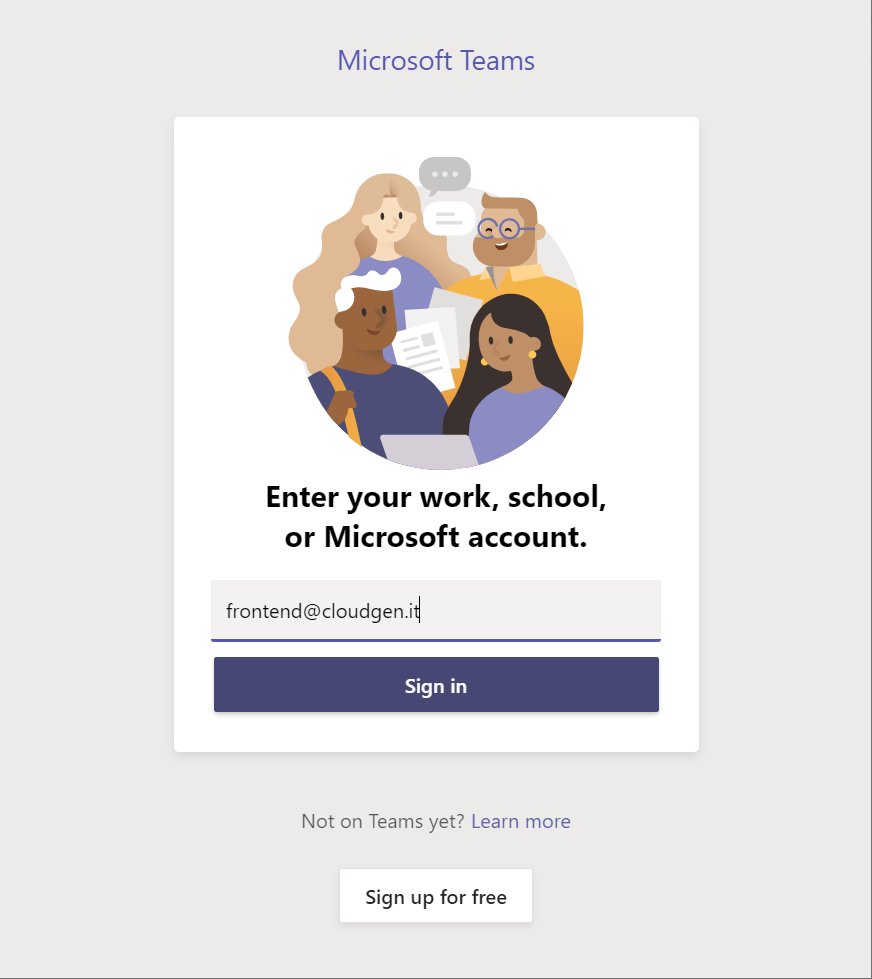 Microsoft Teams
Enter your work, school,
or Microsoft account.
frontend@cloudgen.it
Sign in
Not on Teams yet? Learn more
Sign up for free